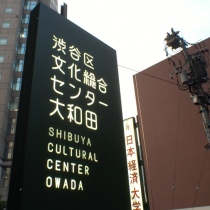 渋谷区
文化総合
センター
大和田
SHIBUYA
CULTURAL
CENTER
OWADA
日本経済大学